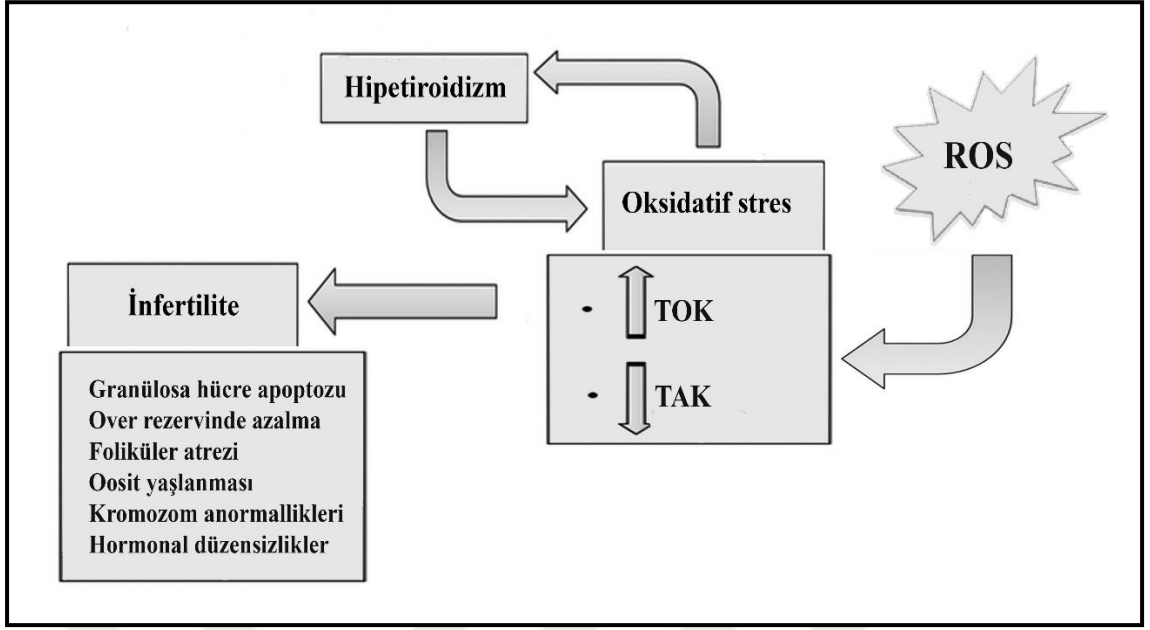 Hipetiroidizm
ROS
Oksidatif stres
TOK
TAK
İnfertilite
Granülosa hücre apoptozu
Over rezervinde azalma
Foliküler atrezi
Oosit yaşlanması
Kromozom anormallikleri
Hormonal düzensizlikler